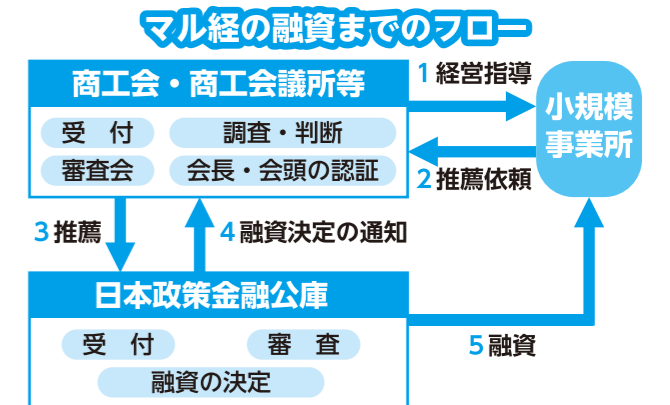 マル経の融資までのフロー
商工会・商工会議所等
受　付
調査・判断
審査会
会長・会頭の認証
1 経営指導
小規模
事業所
2 推薦依頼
3 推薦
4 融資決定の通知
日本政策金融公庫
受　付
審　査
融資の決定
5 融資